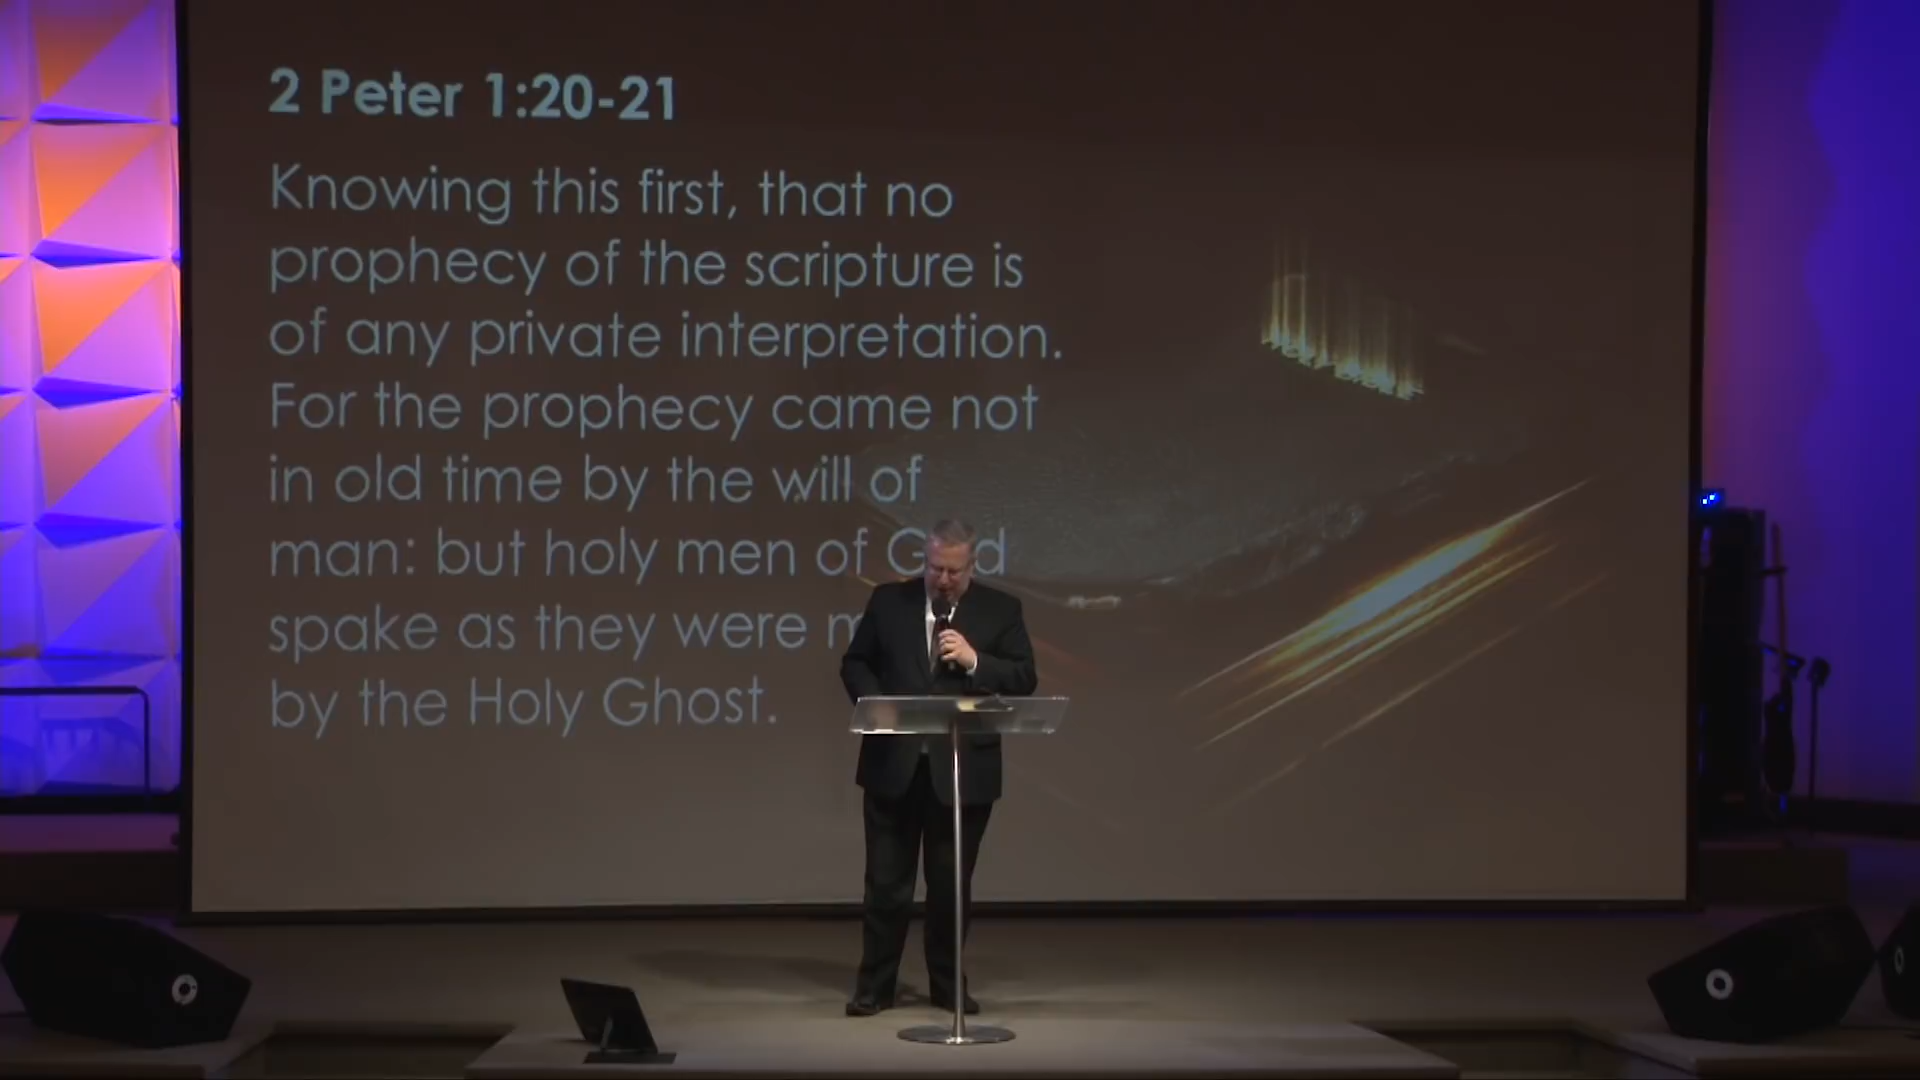 2 Peter 1:20-21
Knowing this first, that no
prophecy of the scripture is
of any private interpretation.
For the prophecy came not
in old time by the will of
man: but holy men of God
spake as they were
by the Holy Ghost.